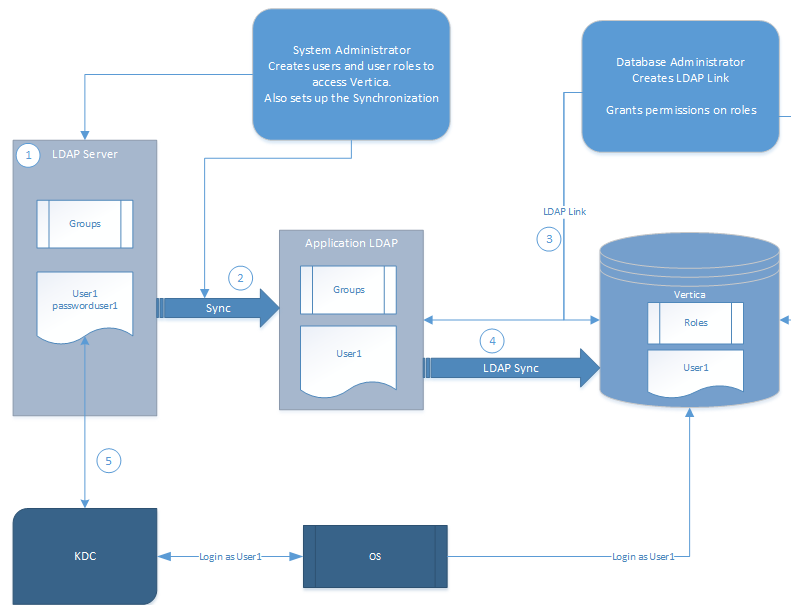 System Administrator
Creates users and user roles to
access Vertica.
Also sets up the Synchronization
Database Administrator
Creates LDAP Link
Grants permissions on roles
1
LDAP Server
Groups
User1
passworduser1
2
Sync
Application LDAP
Groups
User1
LDAP Link
3
4
LDAP Sync
Vertica
Roles
User1
5
KDC
Login as User1
OS
Login as User1